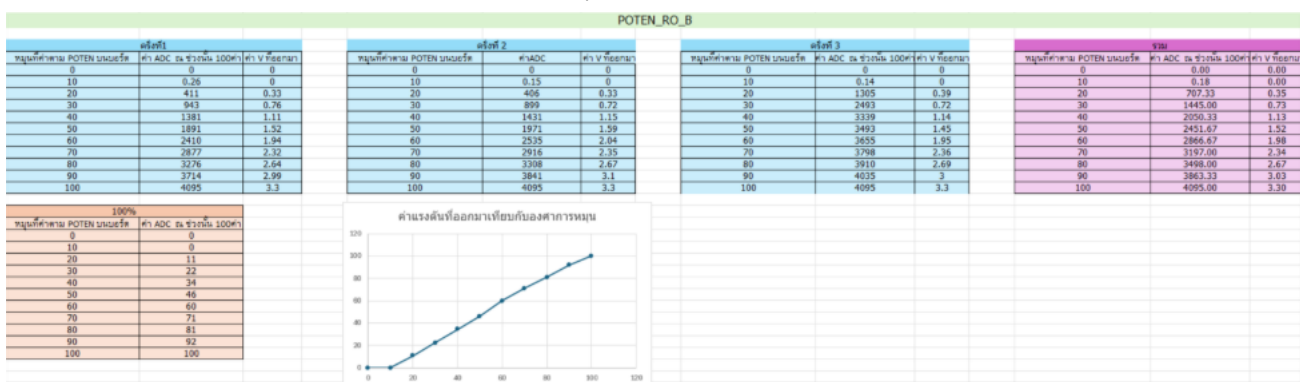 POTEN_RO_B
ครั้งที่1
หมุนที่ค่าตาม POTEN บนบอร์ด ค่า ADC ณ ช่วงนั้น 100ค่า ค่า V ที่ออกมา
0 0 0
10 0.26 0
20 411 0.33
30 943 0.76
40 1381 1.11
50 1891 1.52
60 2410 1.94
70 2877 2.32
80 3276 2.64
90 3714 2.99
100 4095 3.3
ครั้งที่ 2
หมุนที่ค่าตาม POTEN บนบอร์ด ค่าADC ค่า V ที่ออกมา
0 0 0
10 0.15 0
20 406 0.33
30 899 0.72
40 1431 1.15
50 1971 1.59
60 2535 2.04
70 2916 2.35
80 3308 2.67
90 3841 3.1
100 4095 3.3
ครั้งที่ 3
หมุนที่ค่าตาม POTEN บนบอร์ด ค่า ADC ณ ช่วงนั้น 100ค่า ค่า V ที่ออกมา
0 0 0
10 0.14 0
20 1305 0.39
30 2493 0.72
40 3339 1.14
50 3493 1.45
60 3655 1.95
70 3798 2.36
80 3910 2.69
90 4035 3
100 4095 3.3
รวม
หมุนที่ค่าตาม POTEN บนบอร์ด ค่า ADC ณ ช่วงนั้น 100ค่า ค่า V ที่ออกมา
0 0.00 0.00
10 0.18 0.00
20 707.33 0.35
30 1445.00 0.73
40 2050.33 1.13
50 2451.67 1.52
60 2866.67 1.98
70 3197.00 2.34
80 3498.00 2.67
90 3863.33 3.03
100 4095.00 3.30
100%
หมุนที่ค่าตาม POTEN บนบอร์ด ค่า ADC ณ ช่วงนั้น 100ค่า
0 0
10 0
20 11
30 22
40 34
50 46
60 60
70 71
80 81
90 92
100 100
ค่าแรงดันที่ออกมาเทียบกับองศาการหมุน
120
100
80
60
40
20
0
0 20 40 60 80 100 120